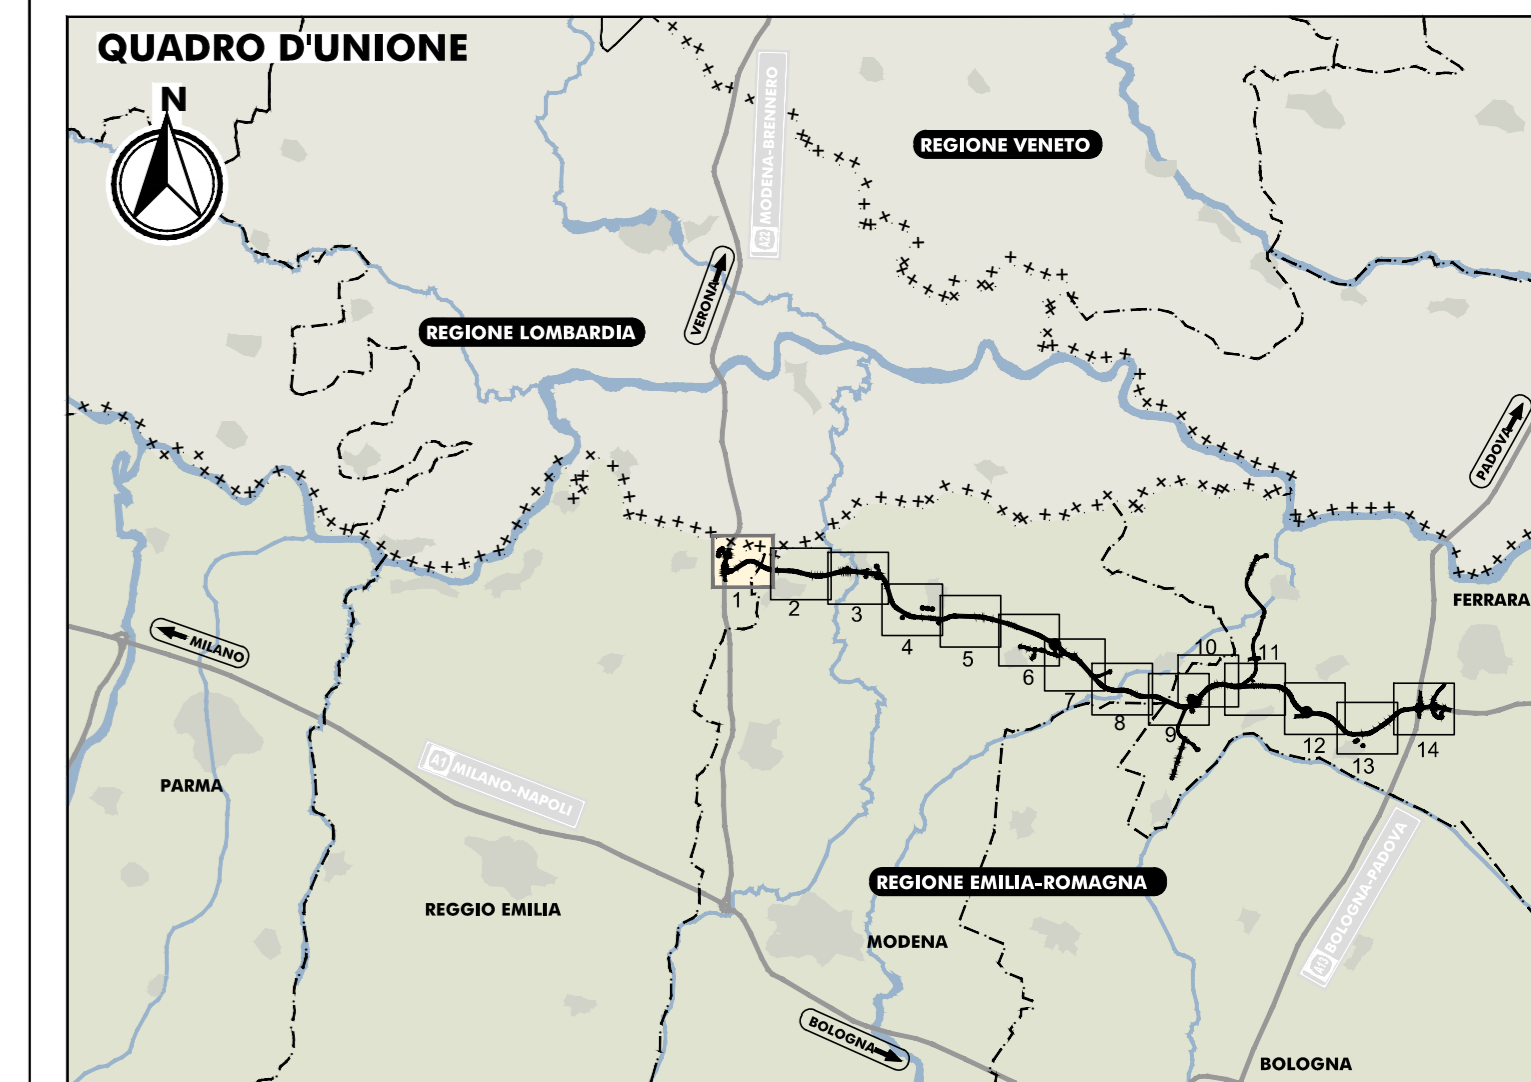 QUADRO D'UNIONE
N
A22 MODENA-BRENNERO
REGIONE VENETO
VERONA
REGIONE LOMBARDIA
PADOVA
1
2
3
4
5
6
7
8
9
10
11
12
13
14
FERRARA
MILANO
A1 MILANO-NAPOLI
PARMA
REGGIO EMILIA
REGIONE EMILIA-ROMAGNA
MODENA
A13 BOLOGNA-PADOVA
BOLOGNA
BOLOGNA